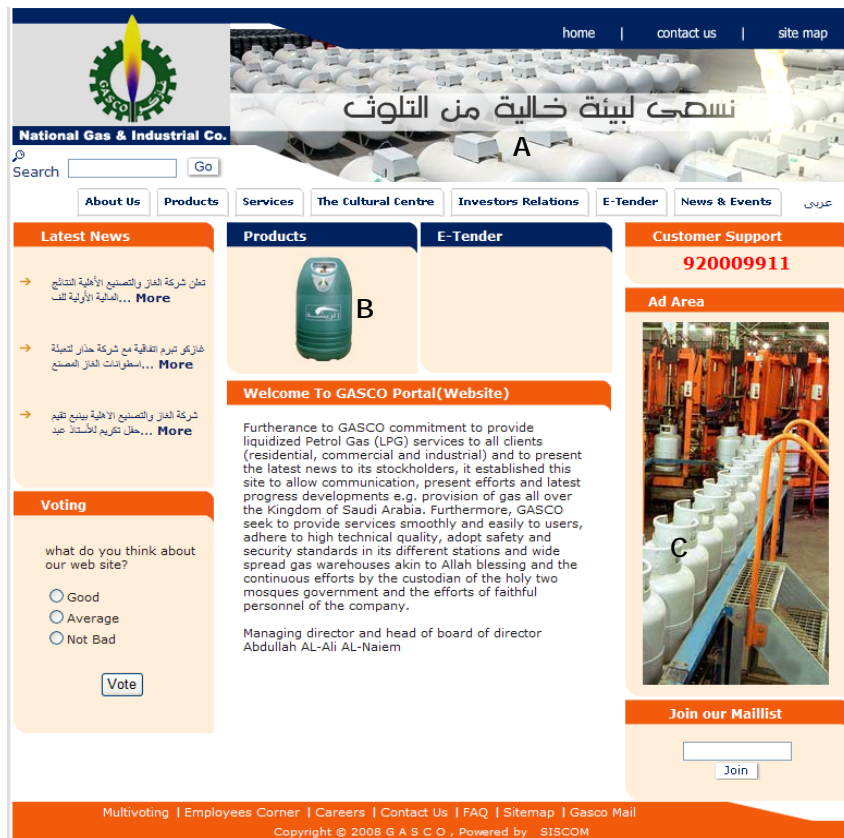 home | contact us | site map
GASCO غازكو
National Gas & Industrial Co.
نسعى لبيئة خالية من التلوث
A
Search
Go
About Us
Products
Services
The Cultural Centre
Investors Relations
E-Tender
News & Events
عربى
Latest News
تعلن شركة الغاز والتصنيع الأهلية النتائج
المالية الأولية للف... More
غازكو تبرم اتفاقية مع شركة حذار لتعبئة
اسطوانات الغاز المصنع... More
شركة الغاز والتصنيع الاهلية بينبع تقيم
حفل تكريم للأستاذ عبد... More
Voting
what do you think about
our web site?
Good
Average
Not Bad
Vote
Products
B
E-Tender
Welcome To GASCO Portal(Website)
Furtherance to GASCO commitment to provide
liquidized Petrol Gas (LPG) services to all clients
(residential, commercial and industrial) and to present
the latest news to its stockholders, it established this
site to allow communication, present efforts and latest
progress developments e.g. provision of gas all over
the Kingdom of Saudi Arabia. Furthermore, GASCO
seek to provide services smoothly and easily to users,
adhere to high technical quality, adopt safety and
security standards in its different stations and wide
spread gas warehouses akin to Allah blessing and the
continuous efforts by the custodian of the holy two
mosques government and the efforts of faithful
personnel of the company.
Managing director and head of board of director
Abdullah AL-Ali AL-Naiem
Customer Support
920009911
Ad Area
C
Join our Maillist
Join
Multivoting | Employees Corner | Careers | Contact Us | FAQ | Sitemap | Gasco Mail
Copyright © 2008 G A S C O , Powered by SISCOM